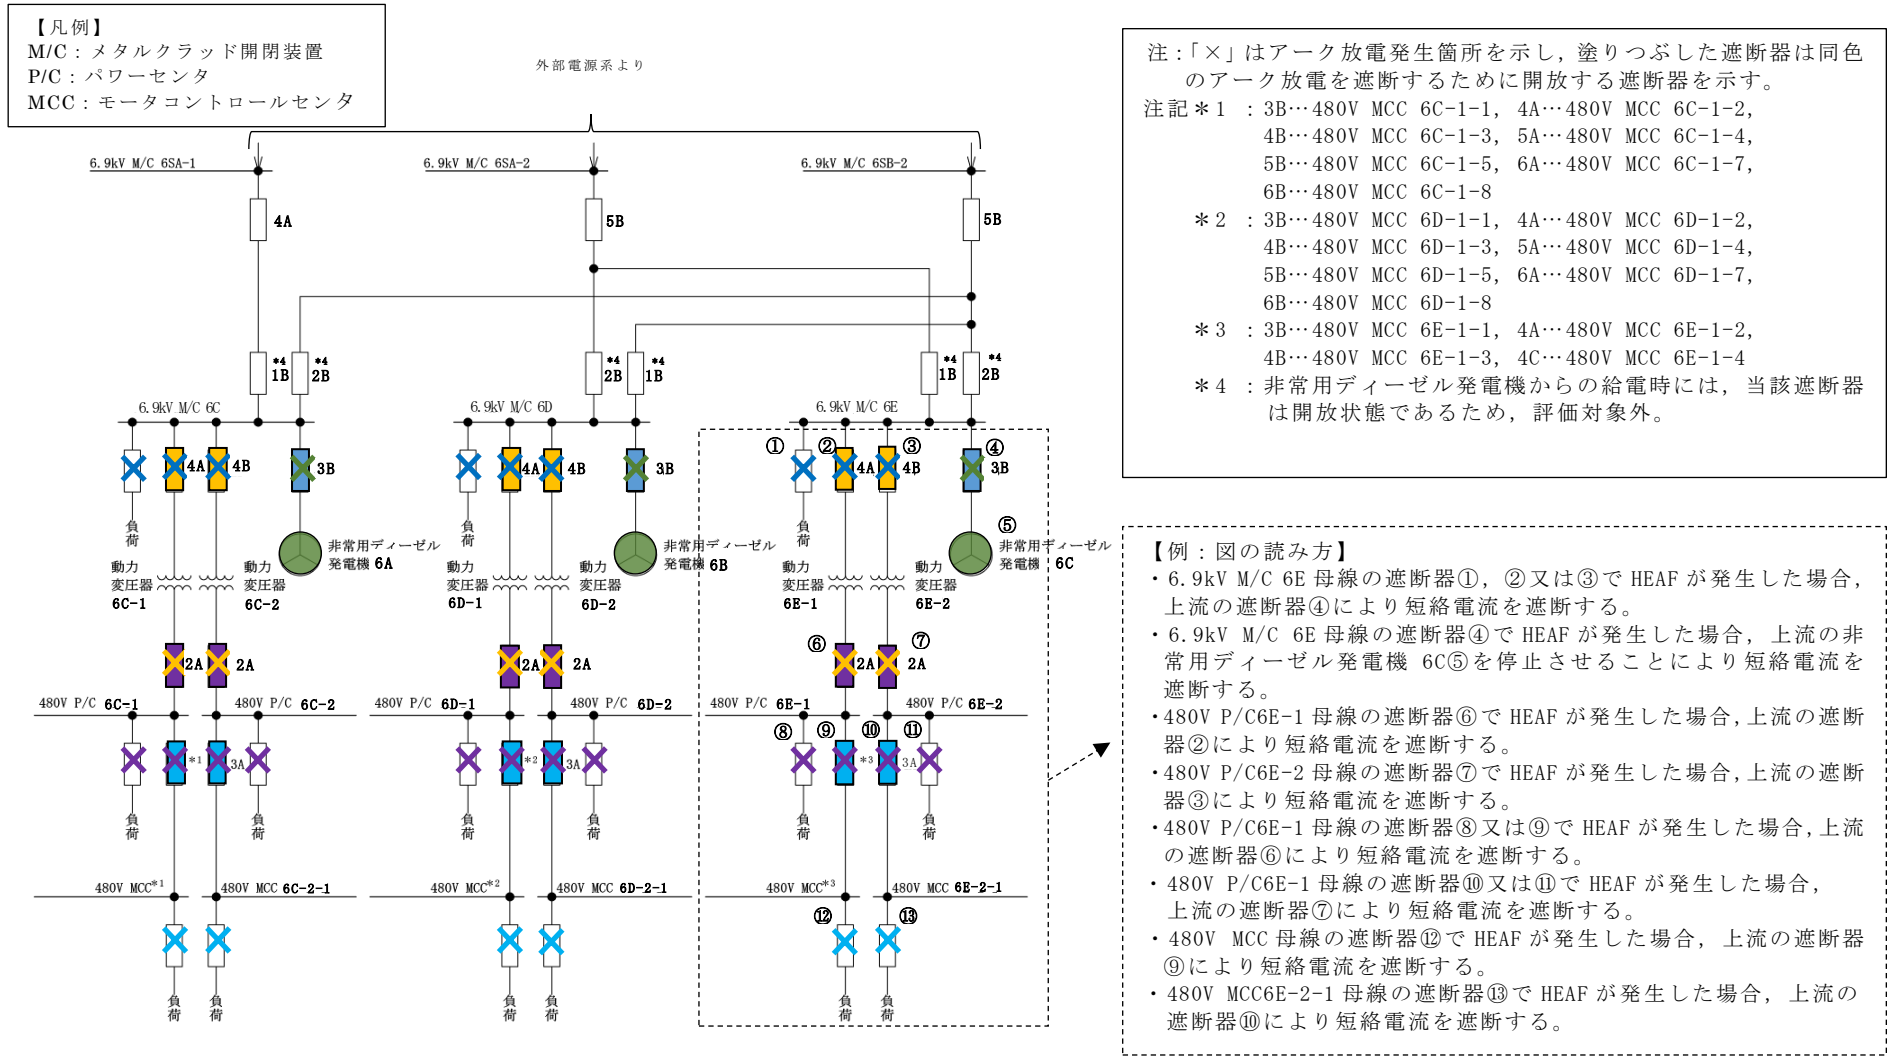 【凡例】
M/C：メタルクラッド開閉装置
P/C：パワーセンタ
MCC：モータコントロールセンタ
外部電源系より
6.9kV M/C 6SA-1
6.9kV M/C 6SA-2
6.9kV M/C 6SB-2
4A
5B
5B
*4
1B
*4
2B
*4
2B
*4
1B
*4
1B
*4
2B
6.9kV M/C 6C
6.9kV M/C 6D
6.9kV M/C 6E
4A
4B
3B
4A
4B
3B
①
②
4A
③
4B
④
3B
負荷
負荷
負荷
非常用ディーゼル
発電機 6A
非常用ディーゼル
発電機 6B
⑤
非常用ディーゼル
発電機 6C
動力
変圧器
6C-1
動力
変圧器
6C-2
動力
変圧器
6D-1
動力
変圧器
6D-2
動力
変圧器
6E-1
動力
変圧器
6E-2
2A
2A
2A
2A
⑥
2A
⑦
2A
480V P/C 6C-1
480V P/C 6C-2
480V P/C 6D-1
480V P/C 6D-2
480V P/C 6E-1
480V P/C 6E-2
*1
3A
*2
3A
⑧
⑨
*3
⑩
3A
⑪
負荷
負荷
負荷
負荷
負荷
負荷
480V MCC*1
480V MCC 6C-2-1
480V MCC*2
480V MCC 6D-2-1
480V MCC*3
480V MCC 6E-2-1
⑫
⑬
負荷
負荷
負荷
負荷
負荷
負荷
注：「×」はアーク放電発生箇所を示し，塗りつぶした遮断器は同色
のアーク放電を遮断するために開放する遮断器を示す。
注記＊1 ：3B…480V MCC 6C-1-1, 4A…480V MCC 6C-1-2,
4B…480V MCC 6C-1-3, 5A…480V MCC 6C-1-4,
5B…480V MCC 6C-1-5, 6A…480V MCC 6C-1-7,
6B…480V MCC 6C-1-8
＊2 ：3B…480V MCC 6D-1-1, 4A…480V MCC 6D-1-2,
4B…480V MCC 6D-1-3, 5A…480V MCC 6D-1-4,
5B…480V MCC 6D-1-5, 6A…480V MCC 6D-1-7,
6B…480V MCC 6D-1-8
＊3 ：3B…480V MCC 6E-1-1, 4A…480V MCC 6E-1-2,
4B…480V MCC 6E-1-3, 4C…480V MCC 6E-1-4
＊4 ：非常用ディーゼル発電機からの給電時には，当該遮断器
は開放状態であるため，評価対象外。
【例：図の読み方】
・6.9kV M/C 6E 母線の遮断器①，②又は③で HEAF が発生した場合，
上流の遮断器④により短絡電流を遮断する。
・6.9kV M/C 6E 母線の遮断器④で HEAF が発生した場合，上流の非
常用ディーゼル発電機 6C⑤を停止させることにより短絡電流を
遮断する。
・480V P/C6E-1 母線の遮断器⑥で HEAF が発生した場合，上流の遮断
器②により短絡電流を遮断する。
・480V P/C6E-2 母線の遮断器⑦で HEAF が発生した場合，上流の遮断
器③により短絡電流を遮断する。
・480V P/C6E-1 母線の遮断器⑧又は⑨で HEAF が発生した場合，上流
の遮断器⑥により短絡電流を遮断する。
・480V P/C6E-1 母線の遮断器⑩又は⑪で HEAF が発生した場合，
上流の遮断器⑦により短絡電流を遮断する。
・480V MCC 母線の遮断器⑫で HEAF が発生した場合，上流の遮断器
⑨により短絡電流を遮断する。
・480V MCC6E-2-1 母線の遮断器⑬で HEAF が発生した場合，上流の
遮断器⑩により短絡電流を遮断する。